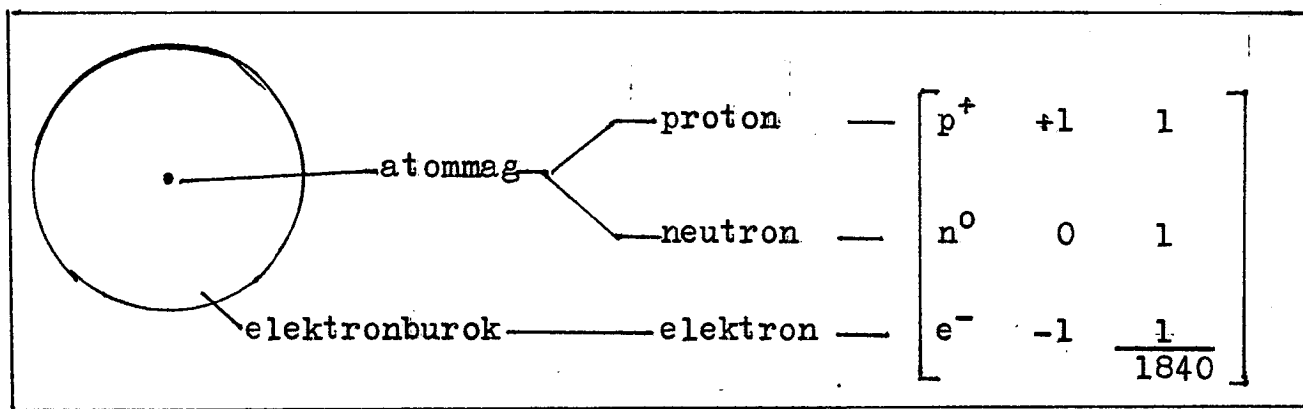 proton p⁺ +1 1
atommag
neutron n⁰ 0 1
elektronburok elektron e⁻ -1 1/1840